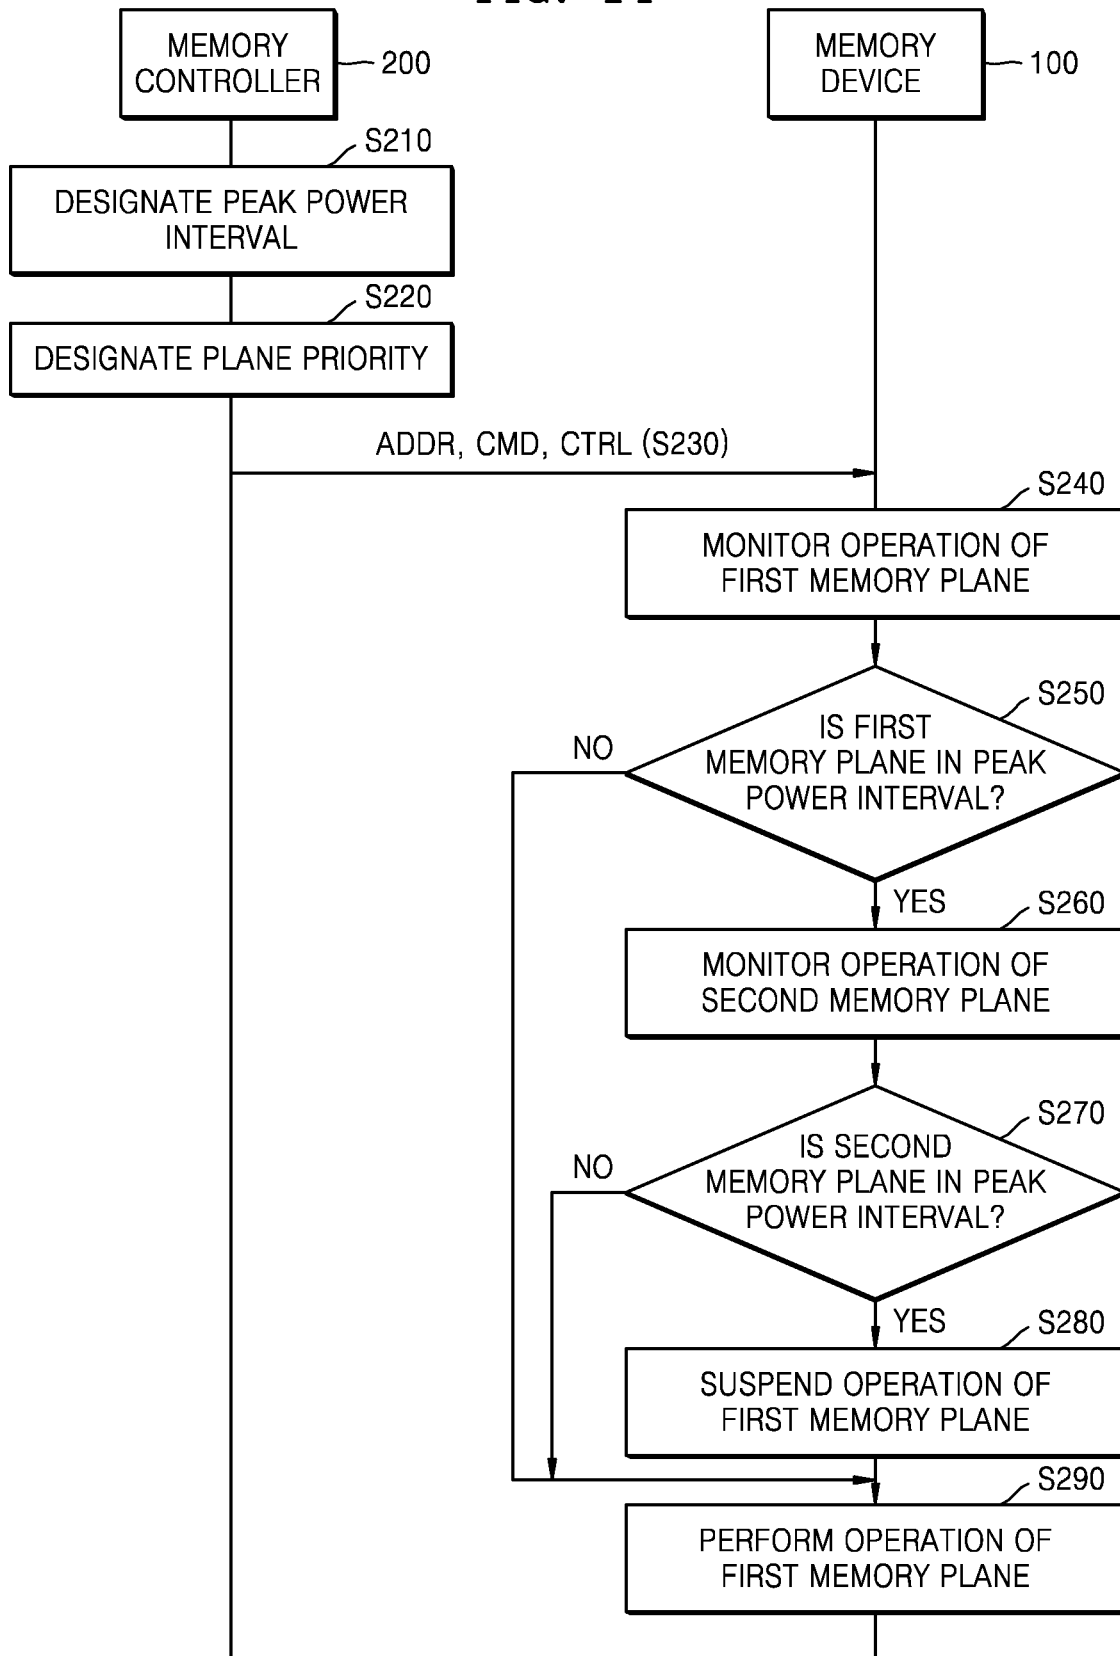 MEMORY
CONTROLLER
200
MEMORY
DEVICE
100
S210
DESIGNATE PEAK POWER
INTERVAL
S220
DESIGNATE PLANE PRIORITY
ADDR, CMD, CTRL (S230)
S240
MONITOR OPERATION OF
FIRST MEMORY PLANE
S250
IS FIRST
MEMORY PLANE IN PEAK
POWER INTERVAL?
NO
YES
S260
MONITOR OPERATION OF
SECOND MEMORY PLANE
S270
IS SECOND
MEMORY PLANE IN PEAK
POWER INTERVAL?
NO
YES
S280
SUSPEND OPERATION OF
FIRST MEMORY PLANE
S290
PERFORM OPERATION OF
FIRST MEMORY PLANE